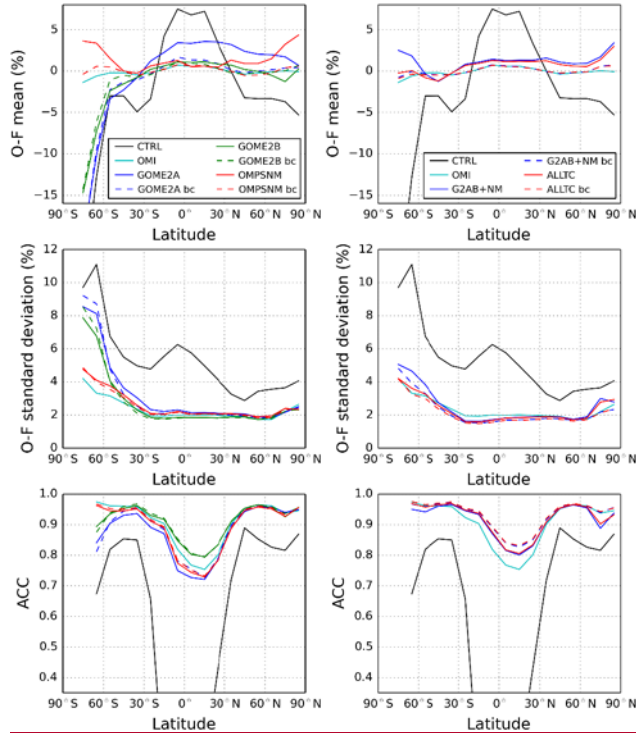 O-F mean (%)
5
0
−5
−10
−15
CTRL
OMI
GOME2A
GOME2A bc
GOME2B
GOME2B bc
OMPSNM
OMPSNM bc
90°S 60°S 30°S 0° 30°N 60°N 90°N
Latitude
O-F mean (%)
5
0
−5
−10
−15
CTRL
OMI
G2AB+NM
G2AB+NM bc
ALLTC
ALLTC bc
90°S 60°S 30°S 0° 30°N 60°N 90°N
Latitude
O-F standard deviation (%)
12
10
8
6
4
2
0
90°S 60°S 30°S 0° 30°N 60°N 90°N
Latitude
O-F standard deviation (%)
12
10
8
6
4
2
0
90°S 60°S 30°S 0° 30°N 60°N 90°N
Latitude
ACC
1.0
0.9
0.8
0.7
0.6
0.5
0.4
90°S 60°S 30°S 0° 30°N 60°N 90°N
Latitude
ACC
1.0
0.9
0.8
0.7
0.6
0.5
0.4
90°S 60°S 30°S 0° 30°N 60°N 90°N
Latitude